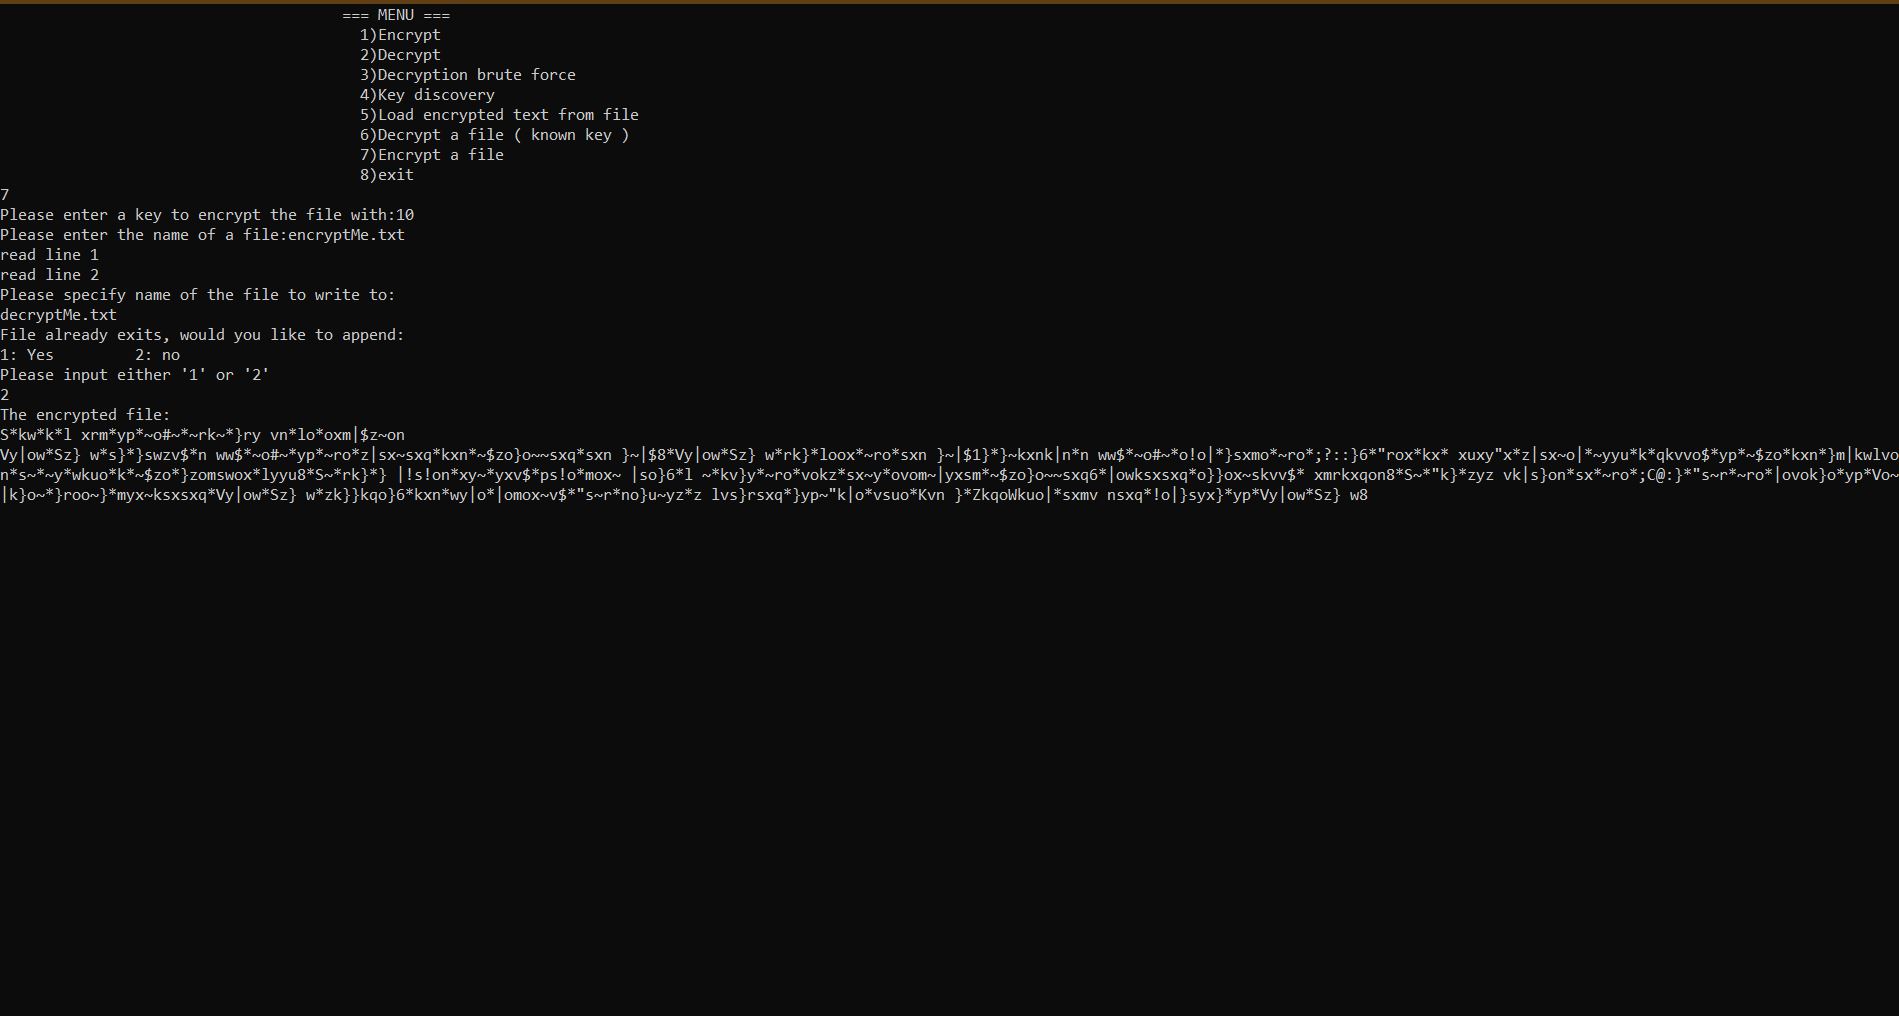 === MENU ===
1)Encrypt
2)Decrypt
3)Decryption brute force
4)Key discovery
5)Load encrypted text from file
6)Decrypt a file ( known key )
7)Encrypt a file
8)exit
7
Please enter a key to encrypt the file with:10
Please enter the name of a file:encryptMe.txt
read line 1
read line 2
Please specify name of the file to write to:
decryptMe.txt
File already exits, would you like to append:
1: Yes         2: no
Please input either '1' or '2'
2
The encrypted file:
S*kw*k*l xrm*yp*~o#~*~rk~*}ry vn*lo*oxm|$z~on
Vy|ow*Sz} w*s}*}swzv$*n ww$*~o#~*yp*~ro*z|sx~sxq*kxn*~$zo}o~~sxq*sxn }~|$8*Vy|ow*Sz} w*rk}*loox*~ro*sxn }~|$1}*}~kxnk|n*n ww$*~o#~*o!o|*}sxmo*~ro*;?::}6*"rox*kx* xuxy"x*z|sx~o|*~yyu*k*qkvvo$*yp*~$zo*kxn*}m|kwlvo
n*s~*~y*wkuo*k*~$zo*}zomswox*lyyu8*S~*rk}*} |!s!on*xy~*yxv$*ps!o*mox~ |so}6*l ~*kv}y*~ro*vokz*sx~y*ovom~|yxsm*~$zo}o~~sxq6*|owksxsxq*o}}ox~skvv$* xmrkxqon8*S~*"k}*zyz vk|s}on*sx*~ro*;C@:}*"s~r*~ro*|ovok}o*yp*Vo~
|k}o~*}roo~}*myx~ksxsxq*Vy|ow*Sz} w*zk}}kqo}6*kxn*wy|o*|omox~v$*"s~r*no}u~yz*z lvs}rsxq*}yp~"k|o*vsuo*Kvn }*ZkqoWkuo|*sxmv nsxq*!o|}syx}*yp*Vy|ow*Sz} w8